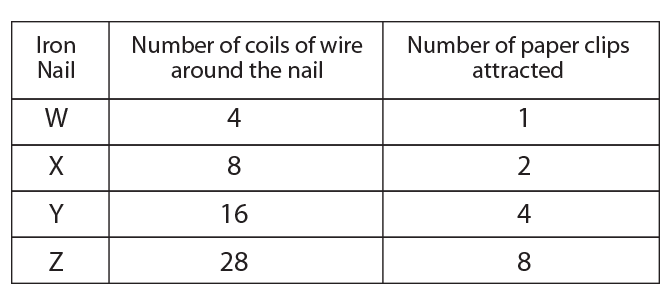 Iron Nail
Number of coils of wire around the nail
Number of paper clips attracted
W 4 1
X 8 2
Y 16 4
Z 28 8